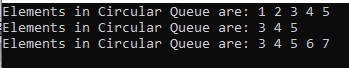 Elements in Circular Queue are: 1 2 3 4 5
Elements in Circular Queue are: 3 4 5
Elements in Circular Queue are: 3 4 5 6 7